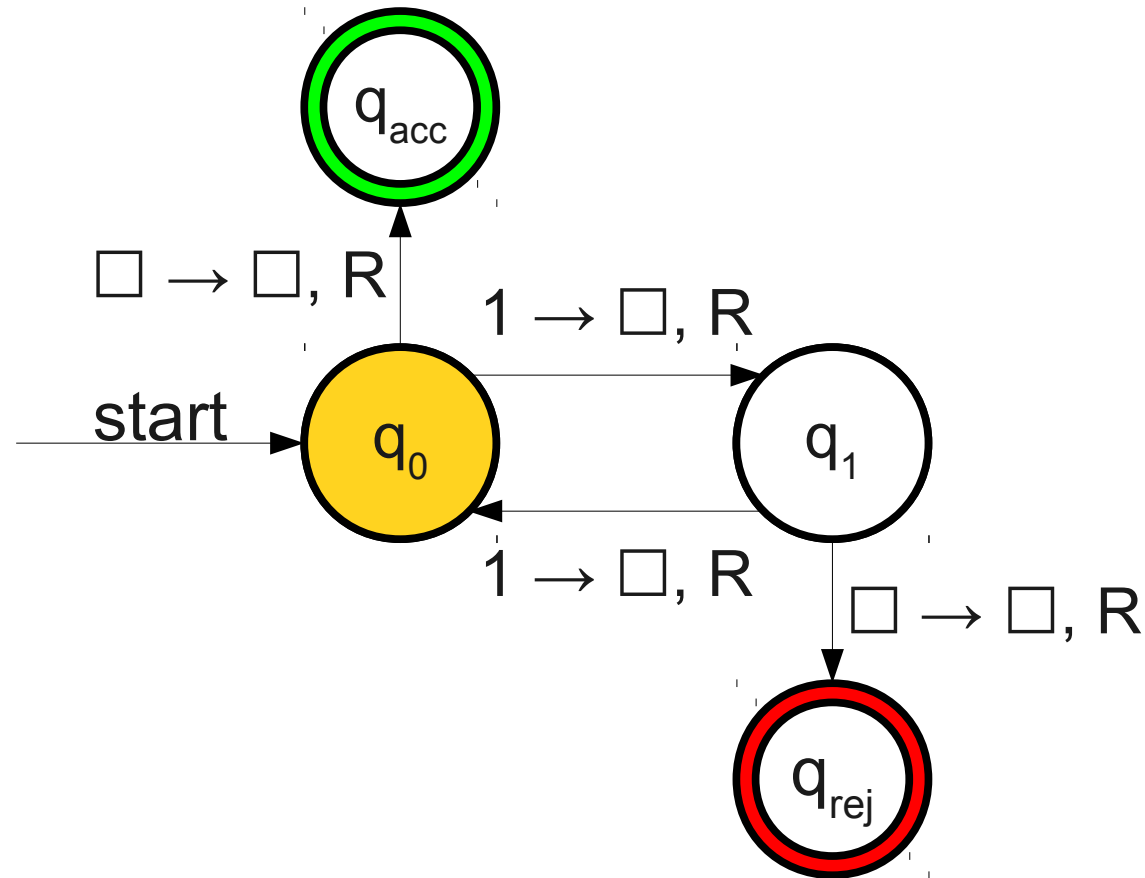 q_acc
□ → □, R
1 → □, R
start
q_0
q_1
1 → □, R
□ → □, R
q_rej